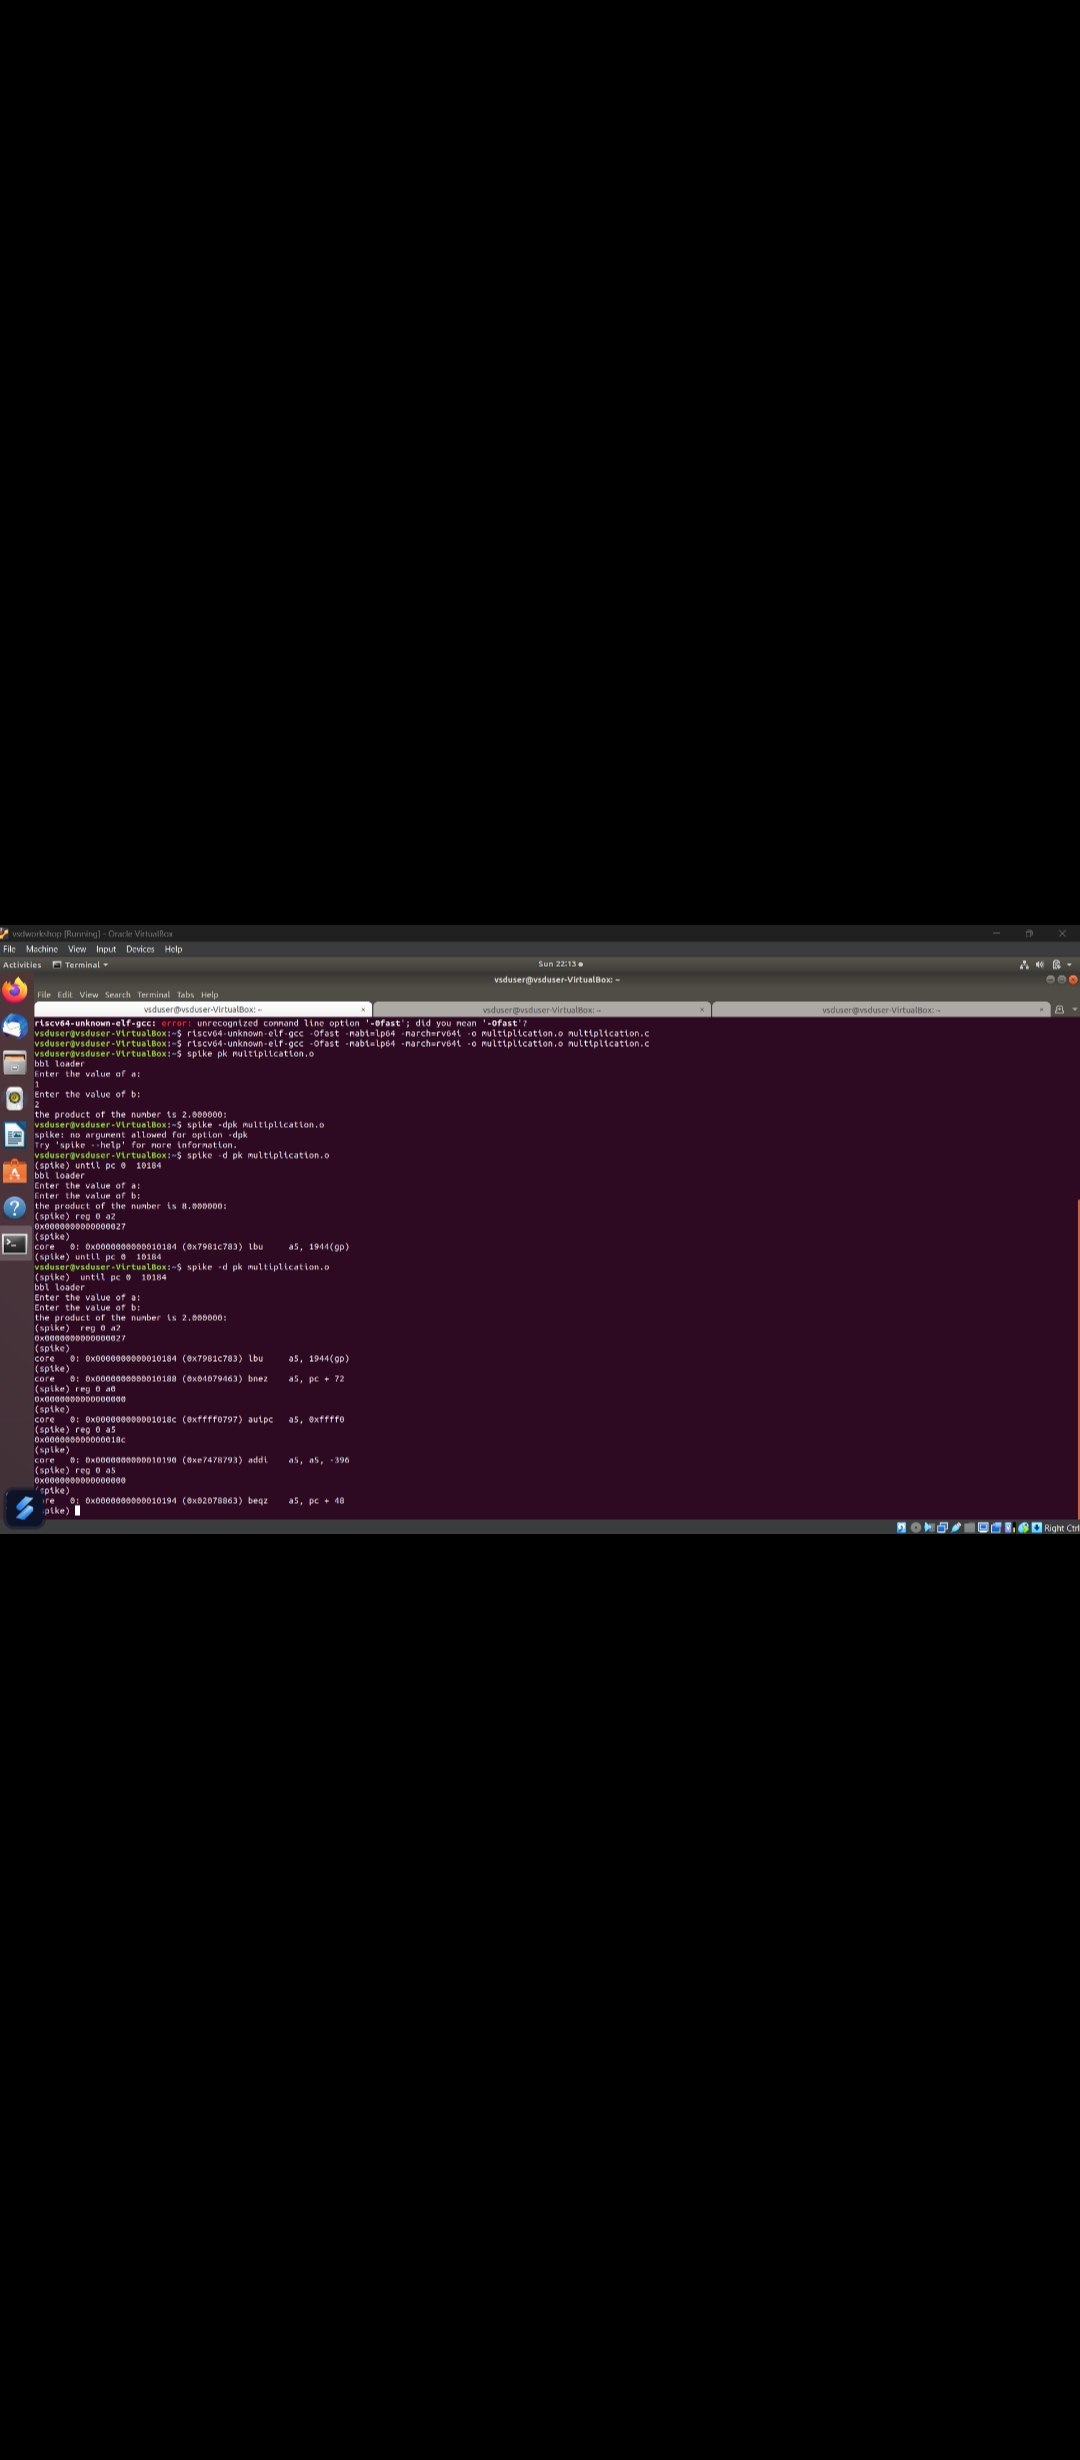 vsdworkshop [Running] - Oracle VirtualBox
File Machine View Input Devices Help
Activities Terminal Sun 22:13
vsduser@vsduser-VirtualBox: ~
File Edit View Search Terminal Tabs Help
vsduser@vsduser-VirtualBox: ~ × vsduser@vsduser-VirtualBox: ~ × vsduser@vsduser-VirtualBox: ~ ×
riscv64-unknown-elf-gcc: error: unrecognized command line option '-0fast'; did you mean '-Ofast'?
vsduser@vsduser-VirtualBox:~$ riscv64-unknown-elf-gcc -Ofast -mabi=lp64 -march=rv64i -o multiplication.o multiplication.c
vsduser@vsduser-VirtualBox:~$ riscv64-unknown-elf-gcc -Ofast -mabi=lp64 -march=rv64i -o multiplication.o multiplication.c
vsduser@vsduser-VirtualBox:~$ spike pk multiplication.o
bbl loader
Enter the value of a:
1
Enter the value of b:
2
the product of the number is 2.000000:
vsduser@vsduser-VirtualBox:~$ spike -dpk multiplication.o
spike: no argument allowed for option -dpk
Try 'spike --help' for more information.
vsduser@vsduser-VirtualBox:~$ spike -d pk multiplication.o
(spike) until pc 0  10184
bbl loader
Enter the value of a:
Enter the value of b:
the product of the number is 8.000000:
(spike) reg 0 a2
0x0000000000000027
(spike)
core   0: 0x0000000000010184 (0x7981c783) lbu     a5, 1944(gp)
(spike) until pc 0  10184
vsduser@vsduser-VirtualBox:~$ spike -d pk multiplication.o
(spike)  until pc 0  10184
bbl loader
Enter the value of a:
Enter the value of b:
the product of the number is 2.000000:
(spike)  reg 0 a2
0x0000000000000027
(spike)
core   0: 0x0000000000010184 (0x7981c783) lbu     a5, 1944(gp)
(spike)
core   0: 0x0000000000010188 (0x04079463) bnez    a5, pc + 72
(spike) reg 0 a0
0x0000000000000000
(spike)
core   0: 0x000000000001018c (0xffff0797) auipc   a5, 0xffff0
(spike) reg 0 a5
0x000000000000018c
(spike)
core   0: 0x0000000000010190 (0xe7478793) addi    a5, a5, -396
(spike) reg 0 a5
0x0000000000000000
(spike)
re   0: 0x0000000000010194 (0x02078863) beqz    a5, pc + 48
pike)
Right Ctrl